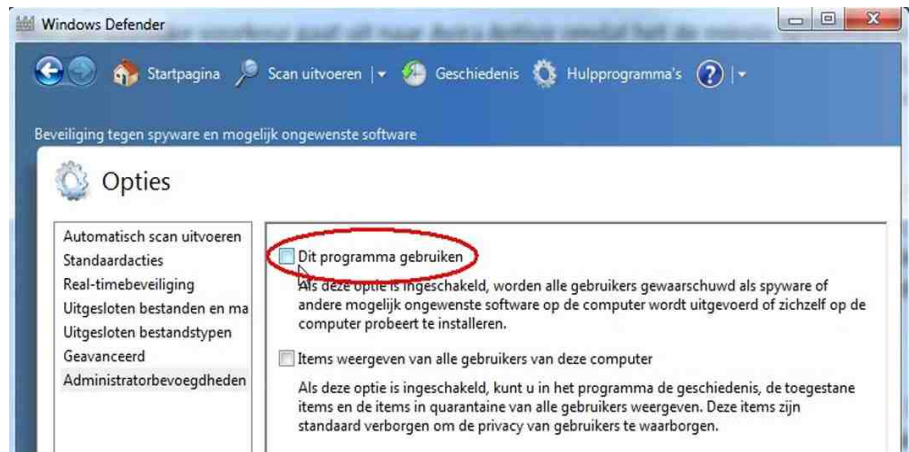 Windows Defender
Startpagina Scan uitvoeren Geschiedenis Hulpprogramma's
Beveiliging tegen spyware en mogelijk ongewenste software
Opties
Automatisch scan uitvoeren
Standaardacties
Real-timebeveiliging
Uitgesloten bestanden en ma
Uitgesloten bestandstypen
Geavanceerd
Administratorbevoegdheden
Dit programma gebruiken
Als deze optie is ingeschakeld, worden alle gebruikers gewaarschuwd als spyware of
andere mogelijk ongewenste software op de computer wordt uitgevoerd of zichzelf op de
computer probeert te installeren.
Items weergeven van alle gebruikers van deze computer
Als deze optie is ingeschakeld, kunt u in het programma de geschiedenis, de toegestane
items en de items in quarantaine van alle gebruikers weergeven. Deze items zijn
standaard verborgen om de privacy van gebruikers te waarborgen.